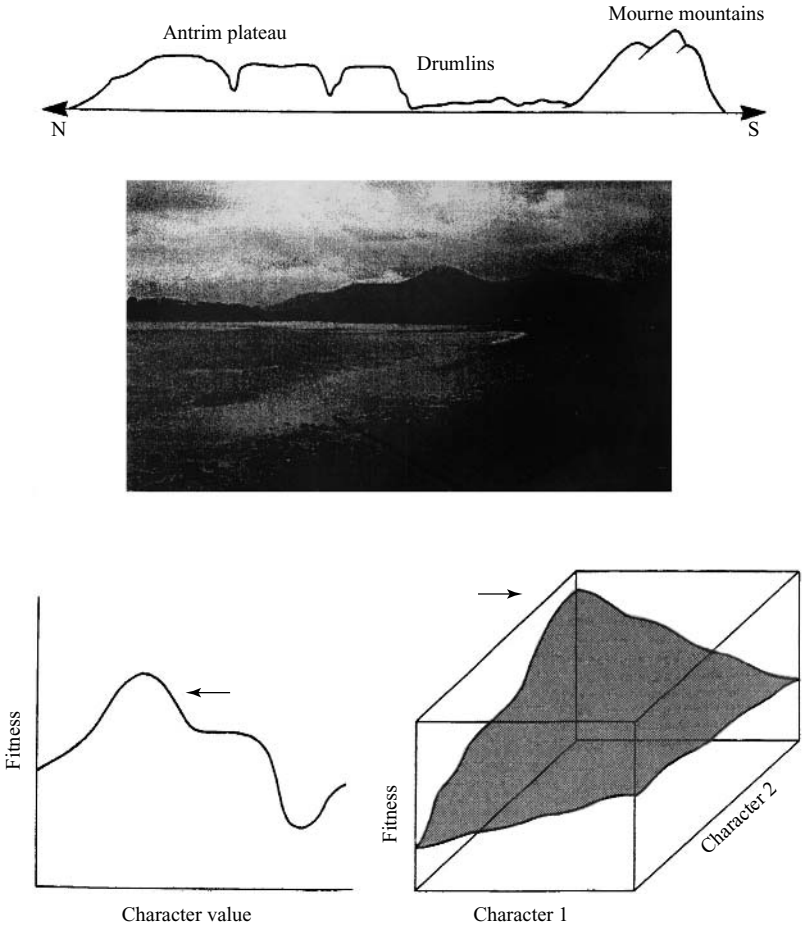 Mourne mountains
Antrim plateau
Drumlins
N
S
Fitness
Character value
Fitness
Character 1
Character 2